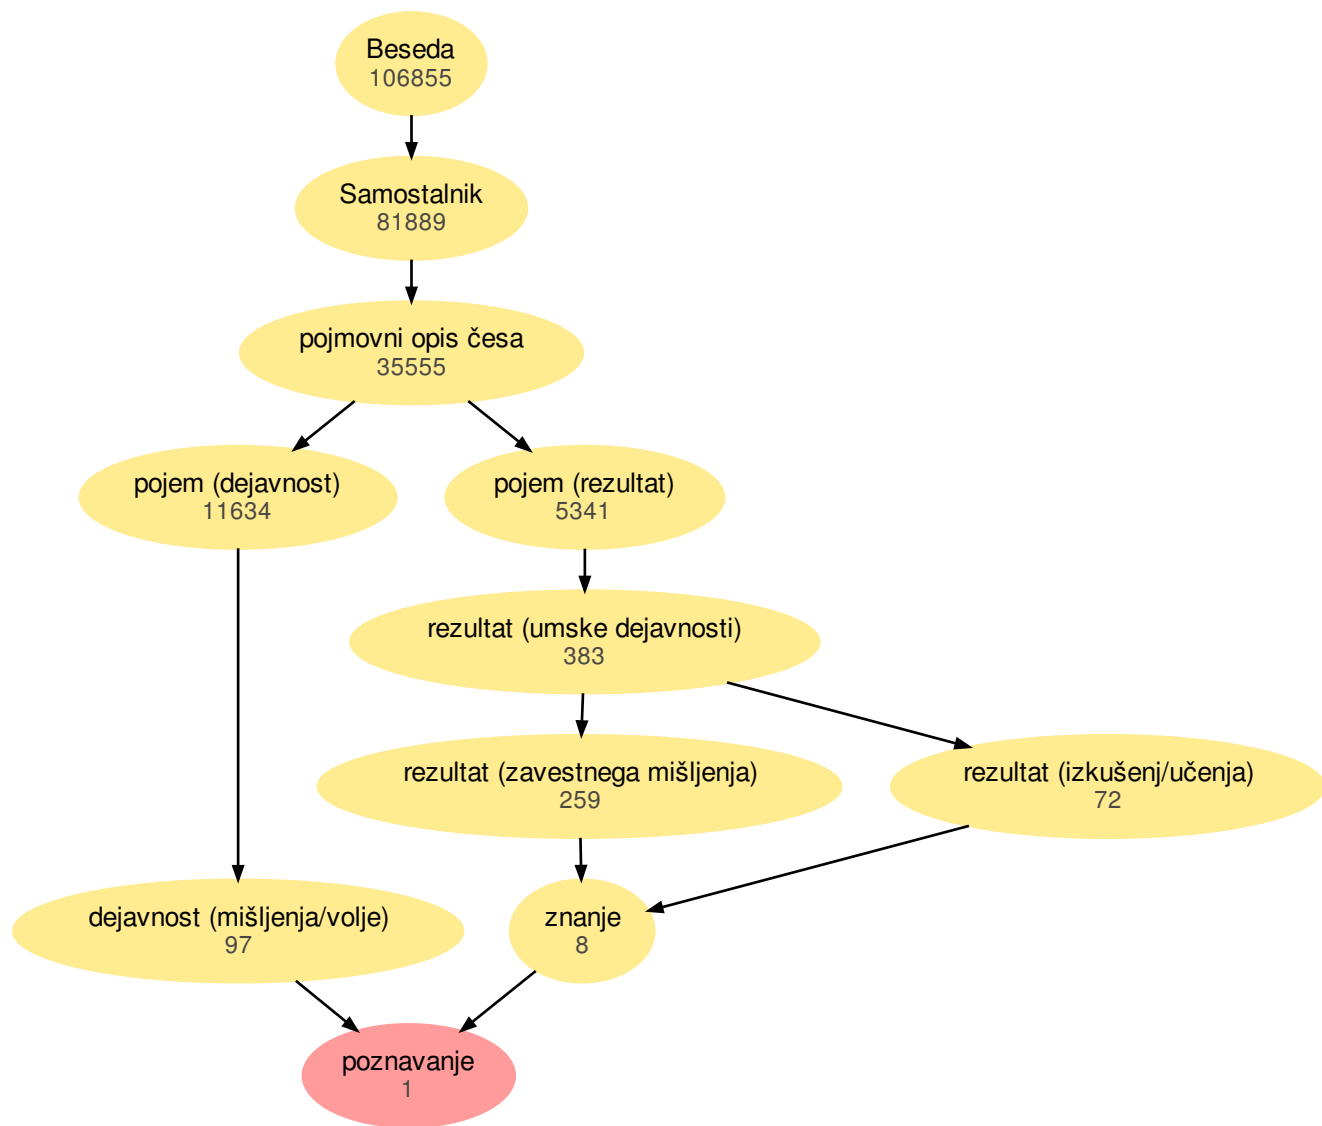 Beseda
106855
Samostalnik
81889
pojmovni opis česa
35555
pojem (dejavnost)
11634
pojem (rezultat)
5341
rezultat (umske dejavnosti)
383
rezultat (zavestnega mišljenja)
259
rezultat (izkušenj/učenja)
72
dejavnost (mišljenja/volje)
97
znanje
8
poznavanje
1